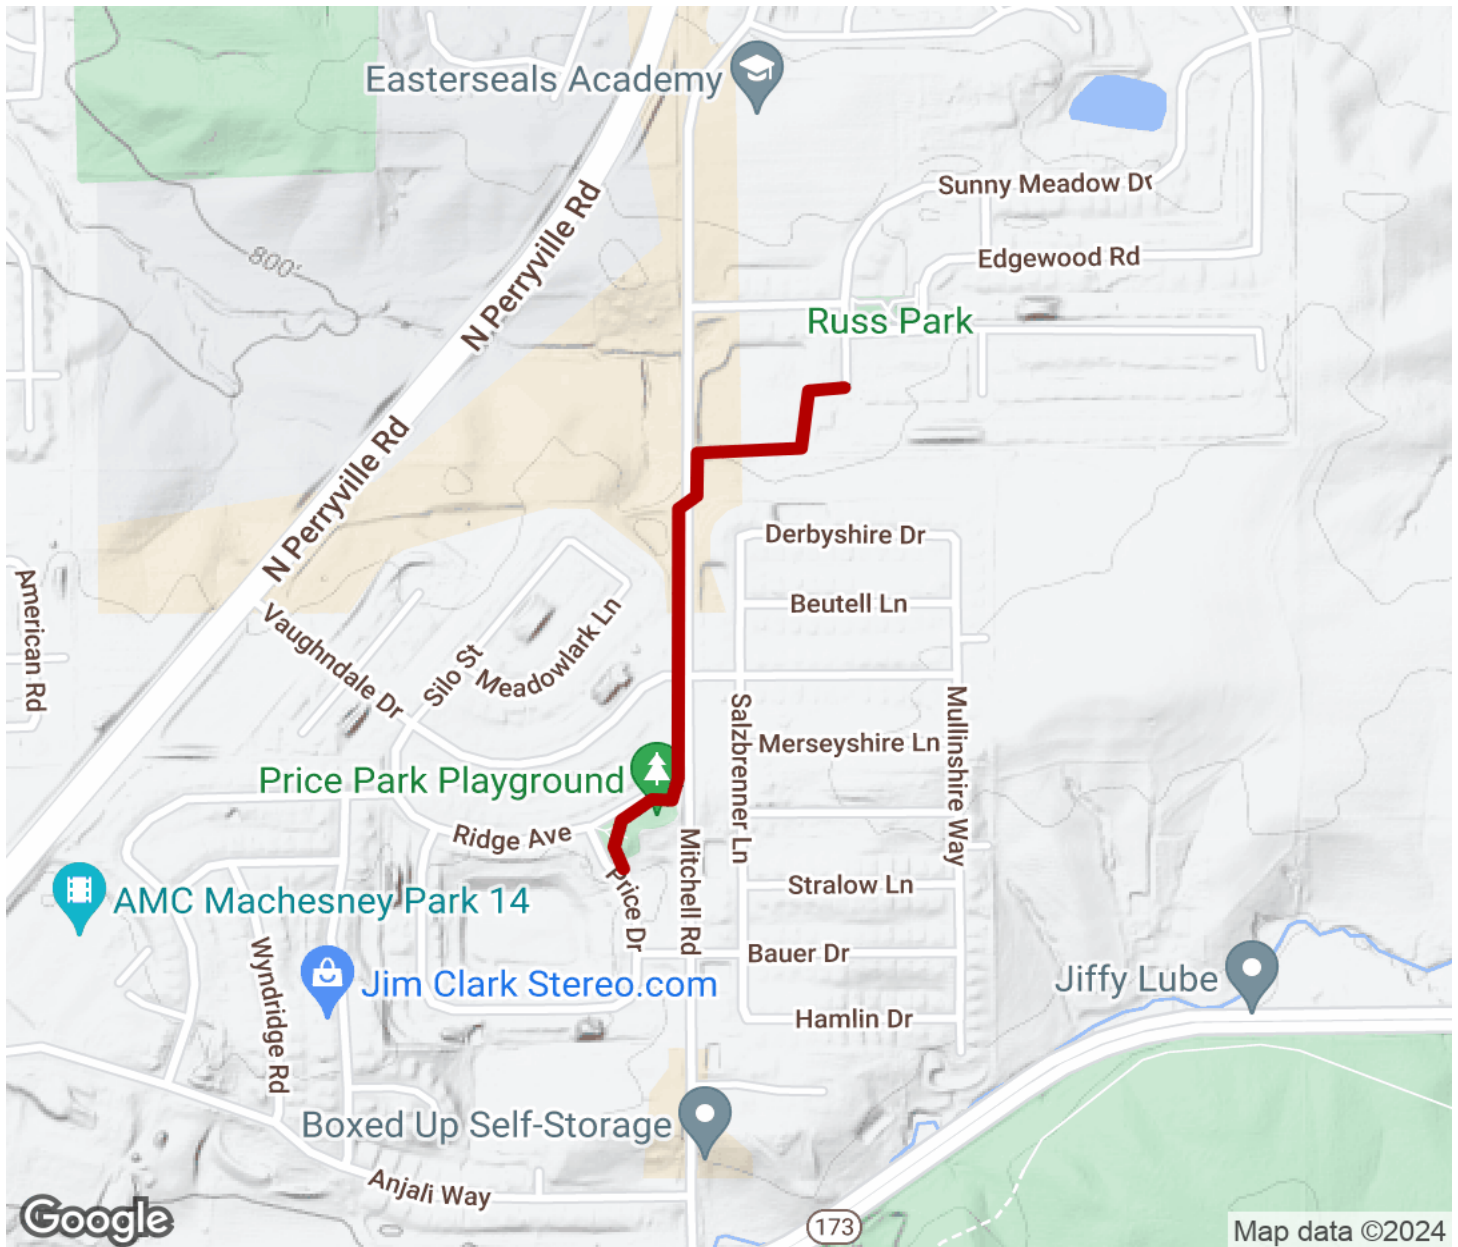 Easterseals Academy
Sunny Meadow Dr
N Perryville Rd
Edgewood Rd
800'
Russ Park
N Perryville Rd
Derbyshire Dr
American Rd
Beutell Ln
Vaughndale Dr
Silo St
Meadowlark Ln
Salzbrenner Ln
Mullinshire Way
Merseyshire Ln
Price Park Playground
Ridge Ave
Mitchell Rd
Price Dr
Stralow Ln
AMC Machesney Park 14
Wyndridge Rd
Bauer Dr
Jim Clark Stereo.com
Jiffy Lube
Hamlin Dr
Boxed Up Self-Storage
Anjali Way
Google
173
Map data ©2024